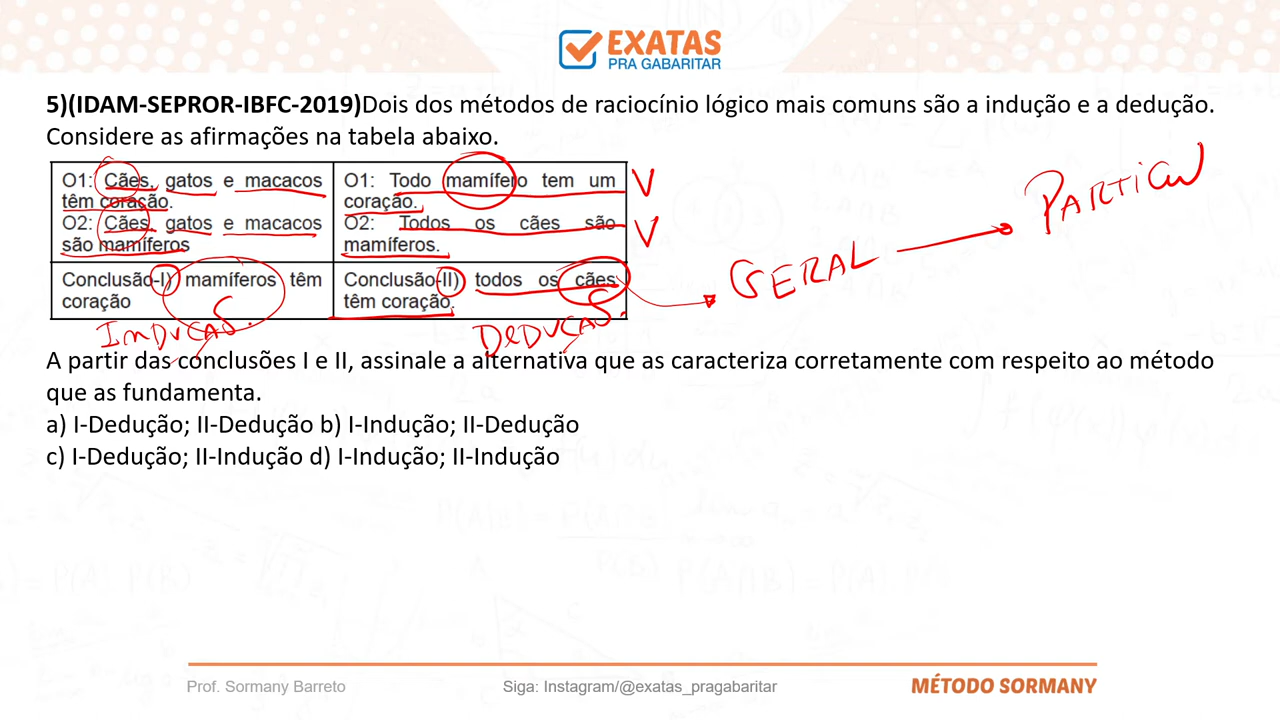 EXATAS
PRA GABARITAR
5)(IDAM-SEPROR-IBFC-2019)Dois dos métodos de raciocínio lógico mais comuns são a indução e a dedução.
Considere as afirmações na tabela abaixo.
O1: Cães, gatos e macacos têm coração.
O2: Cães, gatos e macacos são mamíferos
O1: Todo mamífero tem um coração.
O2: Todos os cães são mamíferos.
V
V
GERAL
PARTICU
Conclusão-I) mamíferos têm coração
Conclusão-II) todos os cães têm coração.
INDUÇÃO.
DEDUÇÃO.
A partir das conclusões I e II, assinale a alternativa que as caracteriza corretamente com respeito ao método
que as fundamenta.
a) I-Dedução; II-Dedução b) I-Indução; II-Dedução
c) I-Dedução; II-Indução d) I-Indução; II-Indução
Prof. Sormany Barreto
Siga: Instagram/@exatas_pragabaritar
MÉTODO SORMANY